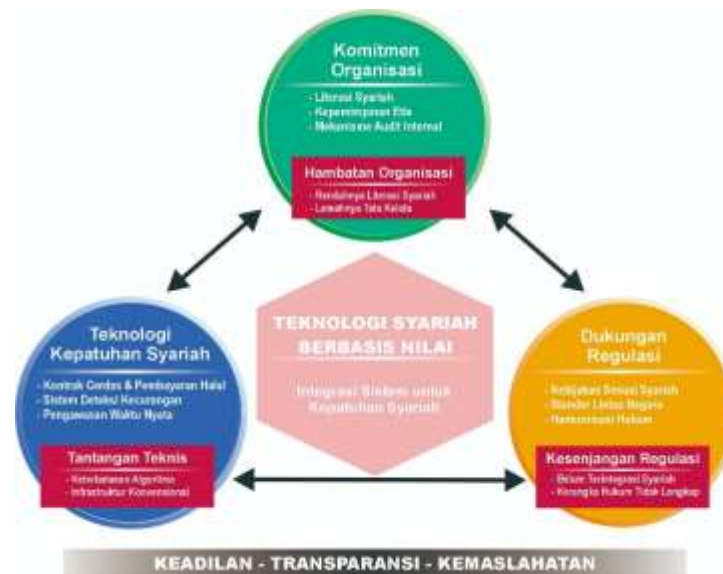 Komitmen
Organisasi
- Literasi Syariah
- Kepemimpinan Etis
- Mekanisme Audit Internal
Hambatan Organisasi
- Rendahnya Literasi Syariah
- Lemahnya Tata Kelola
Teknologi
Kepatuhan Syariah
- Kontrak Cerdas & Pembayaran Halal
- Sistem Deteksi Kecurangan
- Pengawasan Waktu Nyata
Tantangan Teknis
- Keterbatasan Algoritma
- Infrastruktur Konvensional
TEKNOLOGI SYARIAH
BERBASIS NILAI
Integrasi Sistem untuk
Kepatuhan Syariah
Dukungan
Regulasi
- Kebijakan Sesuai Syariah
- Standar Lintas Negara
- Harmonisasi Hukum
Kesenjangan Regulasi
- Belum Terintegrasi Syariah
- Kerangka Hukum Tidak Lengkap
KEADILAN - TRANSPARANSI - KEMASLAHATAN